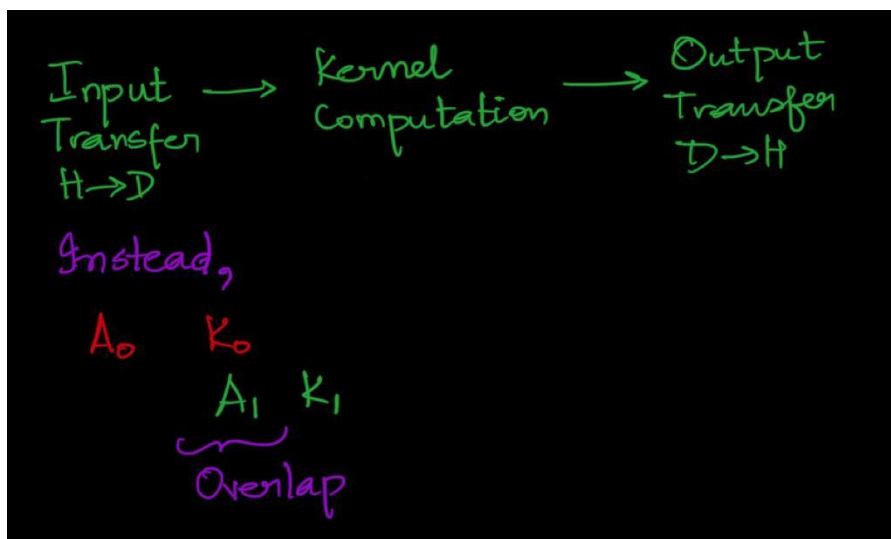 Input → Kernel → Output
Transfer Computation Transfer
H→D D→H
Instead,
A₀ K₀
A₁ K₁
Overlap